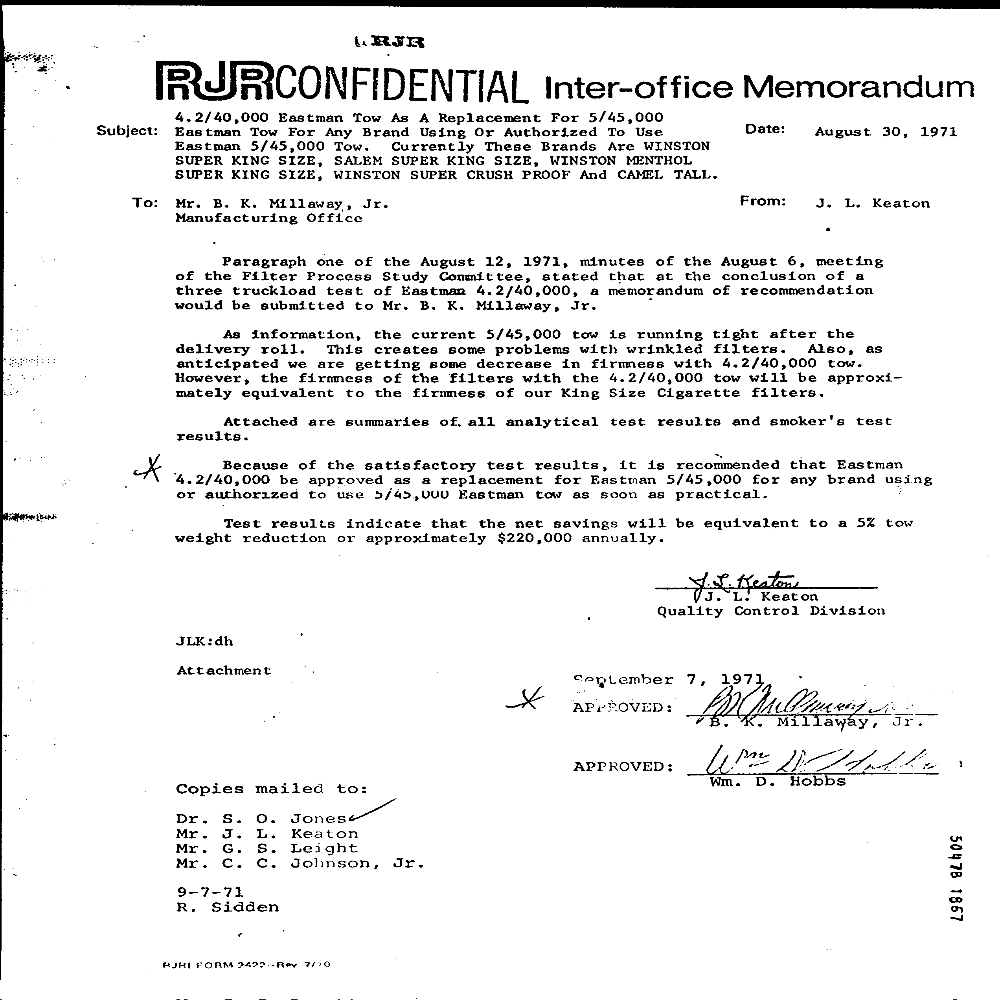 RJR
RJR CONFIDENTIAL Inter-office Memorandum
Subject: 4.2/40,000 Eastman Tow As A Replacement For 5/45,000
Eastman Tow For Any Brand Using Or Authorized To Use
Eastman 5/45,000 Tow. Currently These Brands Are WINSTON
SUPER KING SIZE, SALEM SUPER KING SIZE, WINSTON MENTHOL
SUPER KING SIZE, WINSTON SUPER CRUSH PROOF And CAMEL TALL.
Date: August 30, 1971
To: Mr. B. K. Millaway, Jr.
Manufacturing Office
From: J. L. Keaton
Paragraph one of the August 12, 1971, minutes of the August 6, meeting
of the Filter Process Study Committee, stated that at the conclusion of a
three truckload test of Eastman 4.2/40,000, a memorandum of recommendation
would be submitted to Mr. B. K. Millaway, Jr.
As information, the current 5/45,000 tow is running tight after the
delivery roll. This creates some problems with wrinkled filters. Also, as
anticipated we are getting some decrease in firmness with 4.2/40,000 tow.
However, the firmness of the filters with the 4.2/40,000 tow will be approxi-
mately equivalent to the firmness of our King Size Cigarette filters.
Attached are summaries of all analytical test results and smoker's test
results.
Because of the satisfactory test results, it is recommended that Eastman
4.2/40,000 be approved as a replacement for Eastman 5/45,000 for any brand using
or authorized to use 5/45,000 Eastman tow as soon as practical.
Test results indicate that the net savings will be equivalent to a 5% tow
weight reduction or approximately $220,000 annually.
J. L. Keaton
J. L. Keaton
Quality Control Division
JLK:dh
Attachment
September 7, 1971
APPROVED:
B. K. Millaway, Jr.
APPROVED: Wm D Hobbs
Wm. D. Hobbs
Copies mailed to:
Dr. S. O. Jones
Mr. J. L. Keaton
Mr. G. S. Leight
Mr. C. C. Johnson, Jr.
9-7-71
R. Sidden
RJRI FORM 2422--Rev 7/70
50478 1867